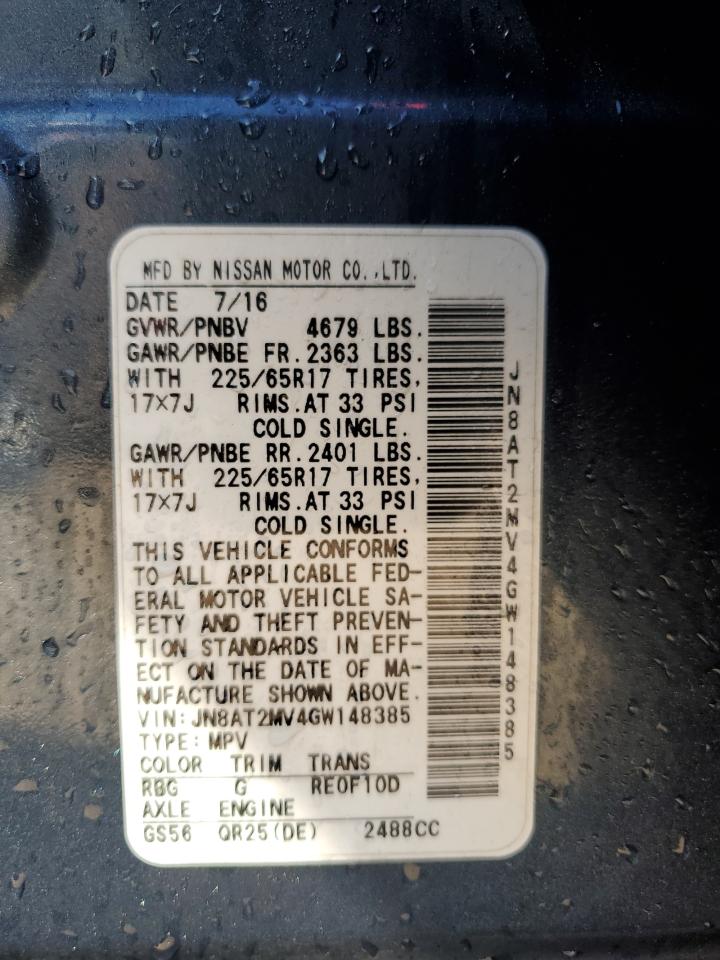 MFD BY NISSAN MOTOR CO.,LTD.
DATE 7/16
GVWR/PNBV 4679 LBS.
GAWR/PNBE FR.2363 LBS.
WITH 225/65R17 TIRES,
17×7J RIMS.AT 33 PSI
COLD SINGLE.
GAWR/PNBE RR.2401 LBS.
WITH 225/65R17 TIRES,
17×7J RIMS.AT 33 PSI
COLD SINGLE.
THIS VEHICLE CONFORMS
TO ALL APPLICABLE FED-
ERAL MOTOR VEHICLE SA-
FETY AND THEFT PREVEN-
TION STANDARDS IN EFF-
ECT ON THE DATE OF MA-
NUFACTURE SHOWN ABOVE.
VIN:JN8AT2MV4GW148385
TYPE:MPV
COLOR TRIM TRANS
RBG G RE0F10D
AXLE ENGINE
GS56 QR25(DE) 2488CC
JN8AT2MV4GW148385